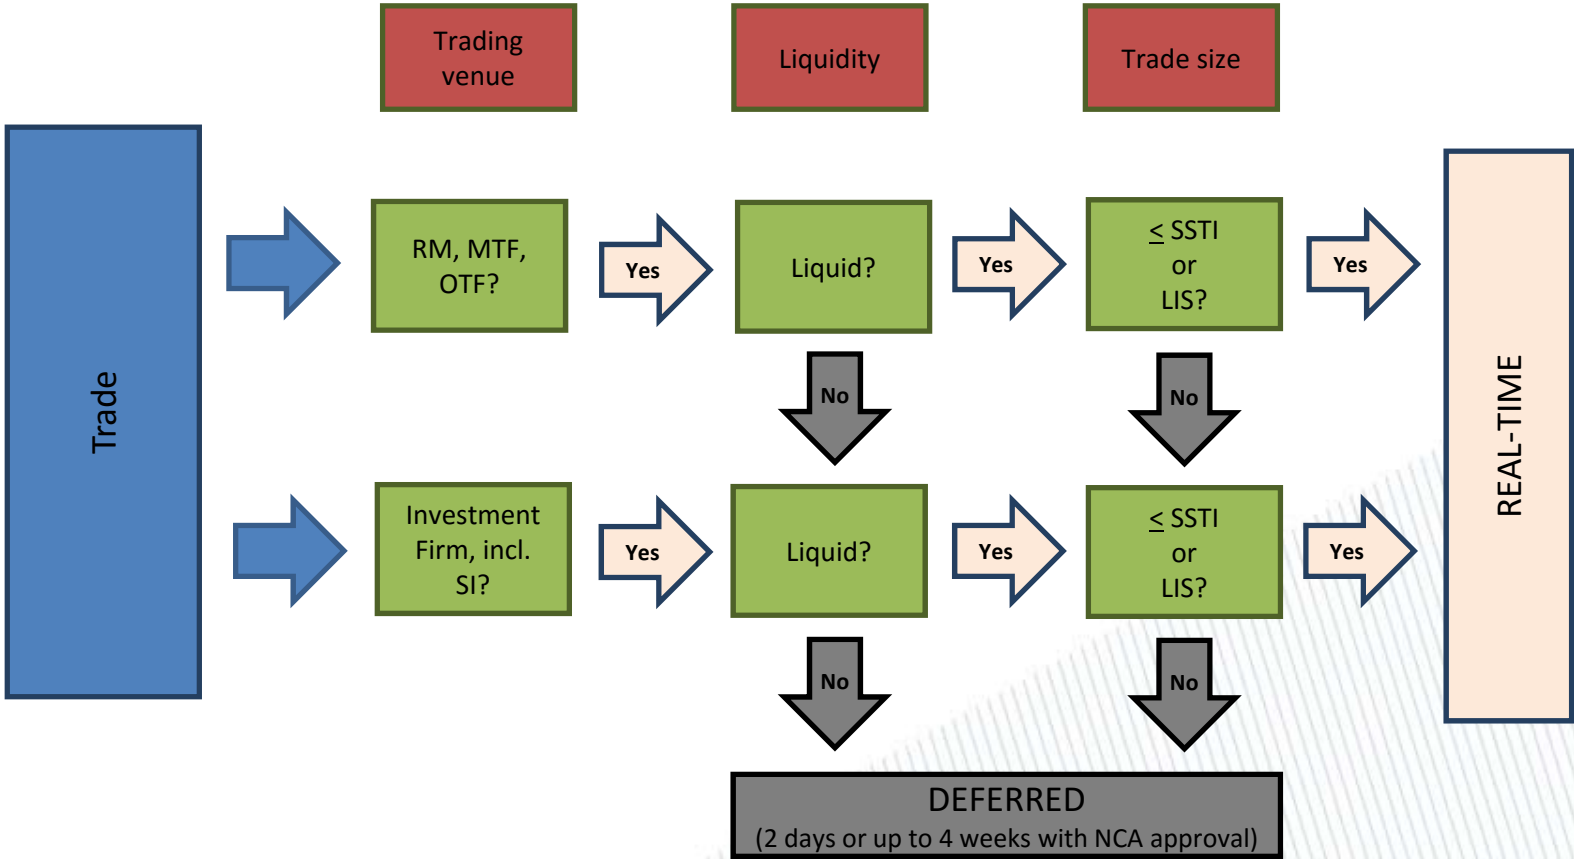 Trading
venue
Liquidity
Trade size
Trade
RM, MTF,
OTF?
Yes
Liquid?
Yes
≤ SSTI
or
LIS?
Yes
REAL-TIME
No
No
Investment
Firm, incl.
SI?
Yes
Liquid?
Yes
≤ SSTI
or
LIS?
Yes
No
No
DEFERRED
(2 days or up to 4 weeks with NCA approval)